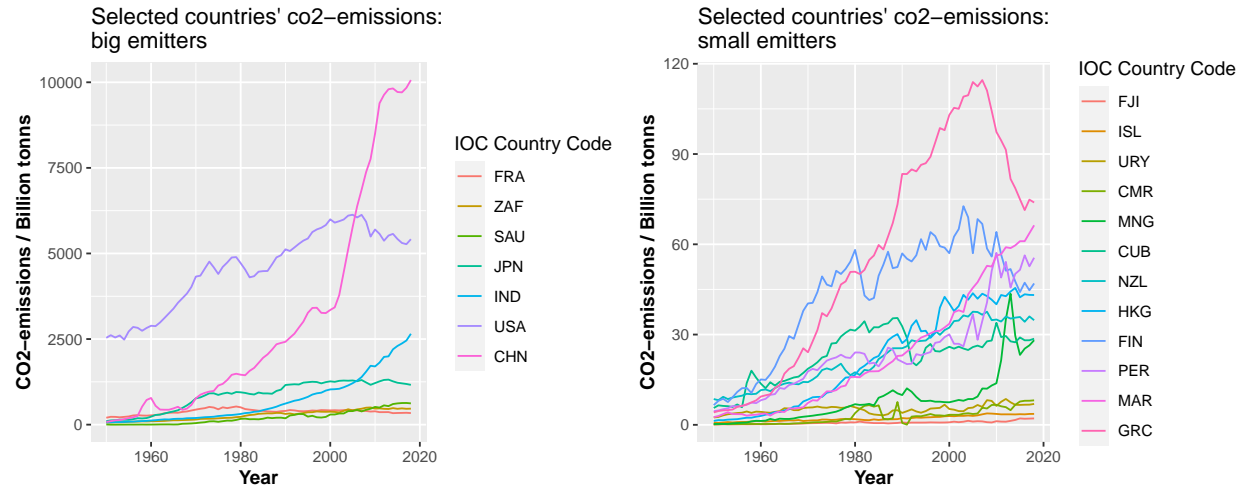 Selected countries' co2−emissions:
big emitters
10000
7500
5000
2500
0
CO2−emissions / Billion tonns
1960
1980
2000
2020
Year
IOC Country Code
FRA
ZAF
SAU
JPN
IND
USA
CHN
Selected countries' co2−emissions:
small emitters
120
90
60
30
0
CO2−emissions / Billion tonns
1960
1980
2000
2020
Year
IOC Country Code
FJI
ISL
URY
CMR
MNG
CUB
NZL
HKG
FIN
PER
MAR
GRC